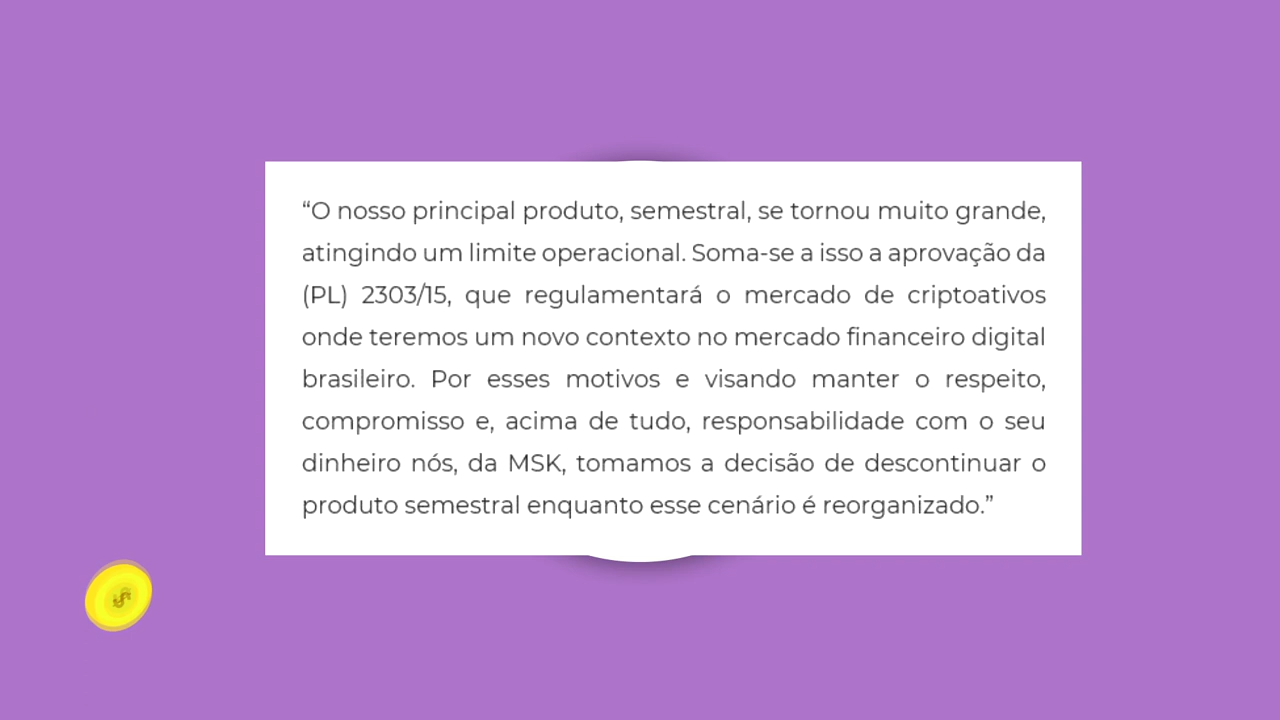 “O nosso principal produto, semestral, se tornou muito grande,
atingindo um limite operacional. Soma-se a isso a aprovação da
(PL) 2303/15, que regulamentará o mercado de criptoativos
onde teremos um novo contexto no mercado financeiro digital
brasileiro. Por esses motivos e visando manter o respeito,
compromisso e, acima de tudo, responsabilidade com o seu
dinheiro nós, da MSK, tomamos a decisão de descontinuar o
produto semestral enquanto esse cenário é reorganizado.”
$